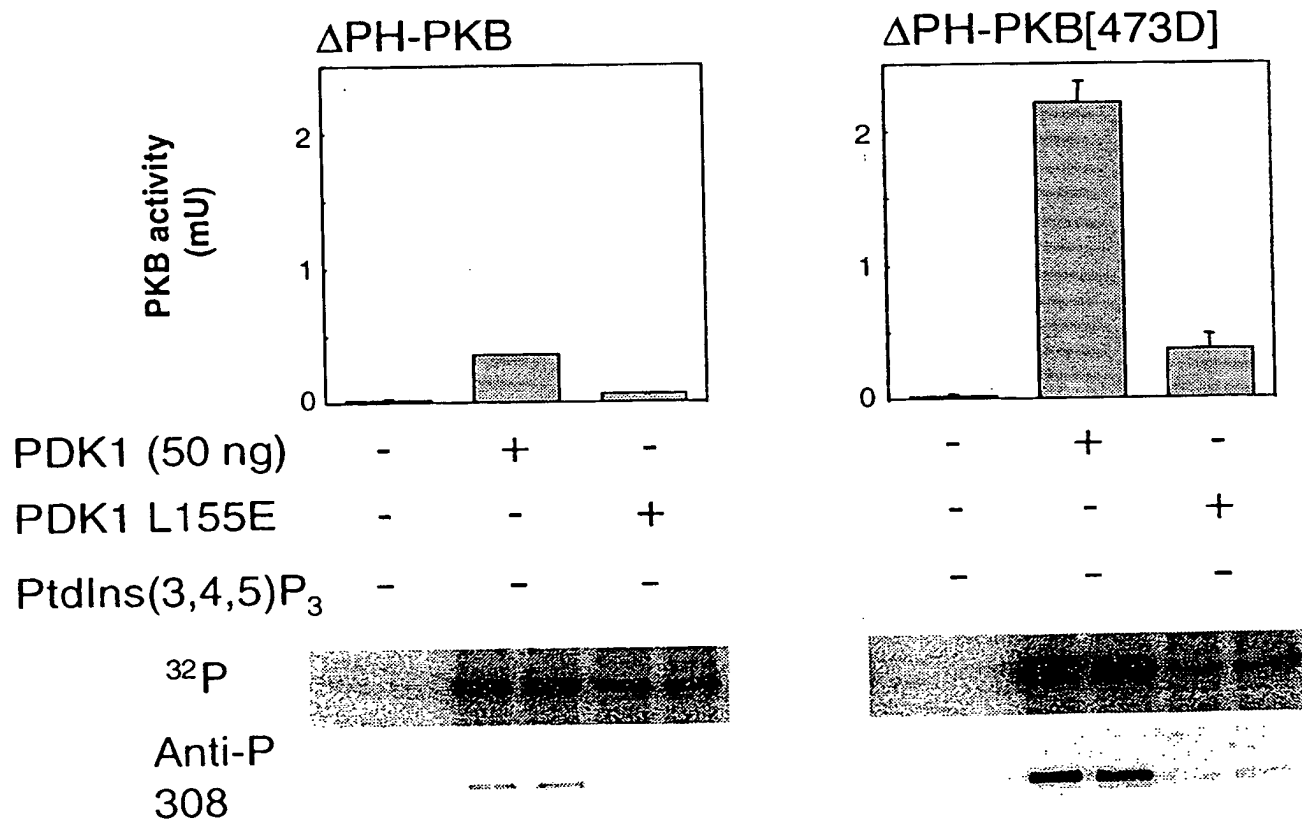 ΔPH-PKB
ΔPH-PKB[473D]
PKB activity
(mU)
2
1
0
2
1
0
PDK1 (50 ng) - + - - + -
PDK1 L155E - - + - - +
PtdIns(3,4,5)P₃ - - - - - -
³²P
Anti-P
308